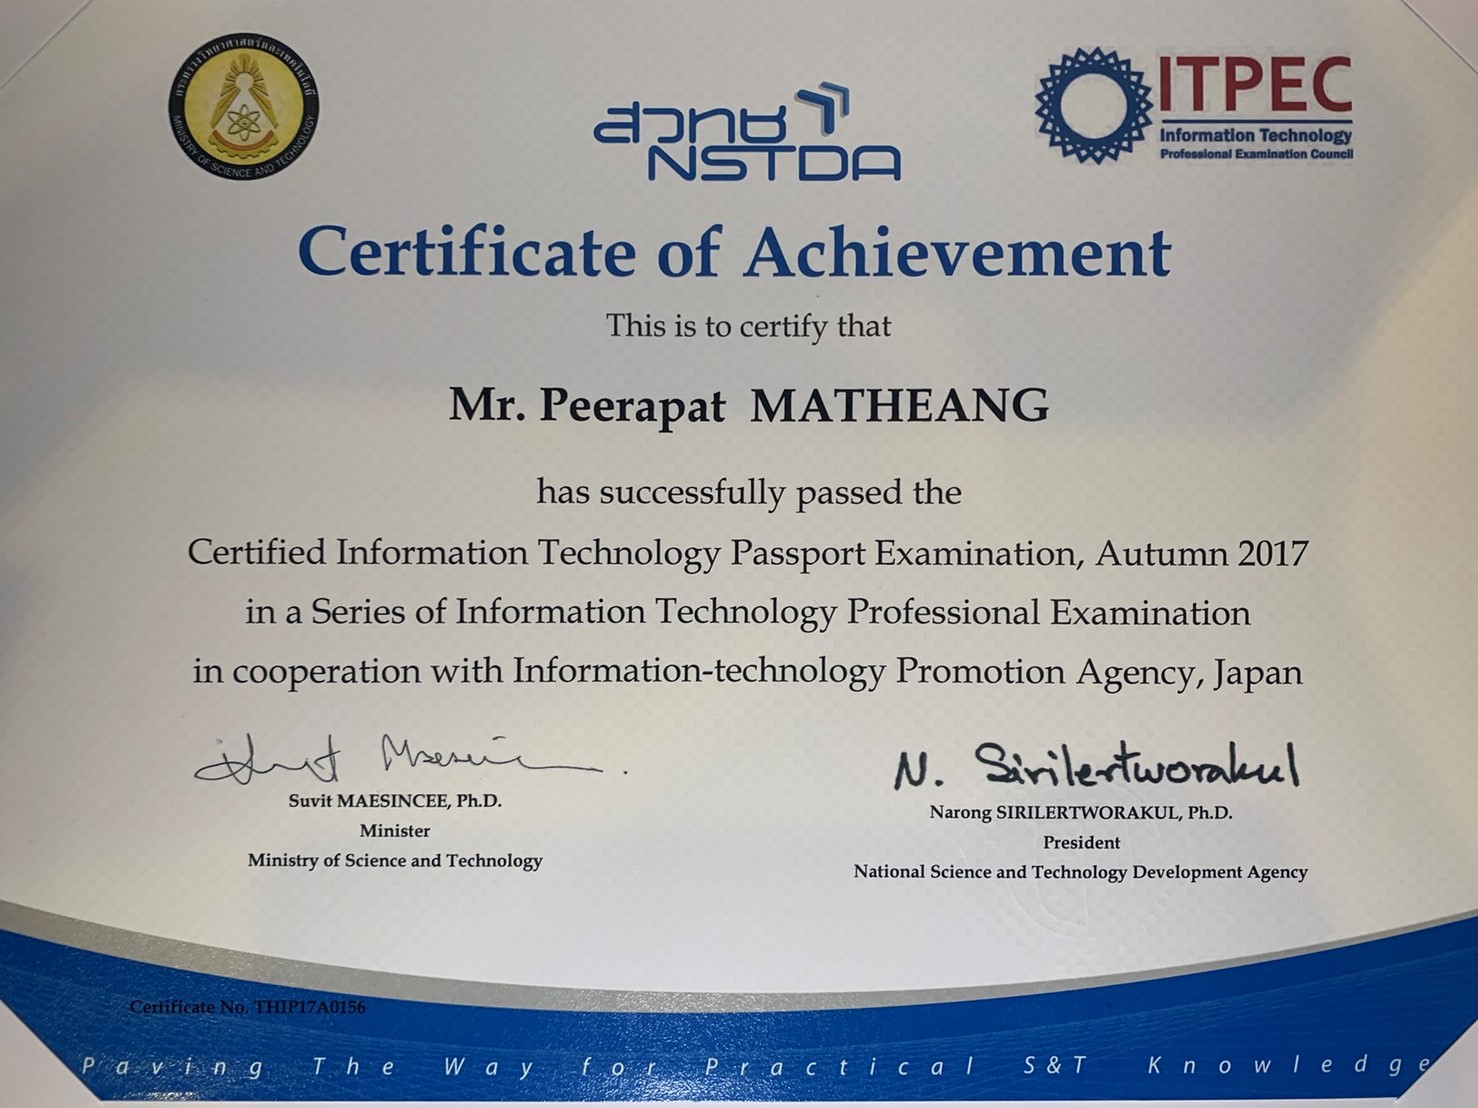 กระทรวงวิทยาศาสตร์และเทคโนโลยี
MINISTRY OF SCIENCE AND TECHNOLOGY
สวทช
NSTDA
ITPEC
Information Technology
Professional Examination Council
Certificate of Achievement
This is to certify that
Mr. Peerapat MATHEANG
has successfully passed the
Certified Information Technology Passport Examination, Autumn 2017
in a Series of Information Technology Professional Examination
in cooperation with Information-technology Promotion Agency, Japan
N. Sirilertworakul
Suvit MAESINCEE, Ph.D.
Minister
Ministry of Science and Technology
Narong SIRILERTWORAKUL, Ph.D.
President
National Science and Technology Development Agency
Certificate No. THIP17A0156
Paving The Way for Practical S&T Knowledge